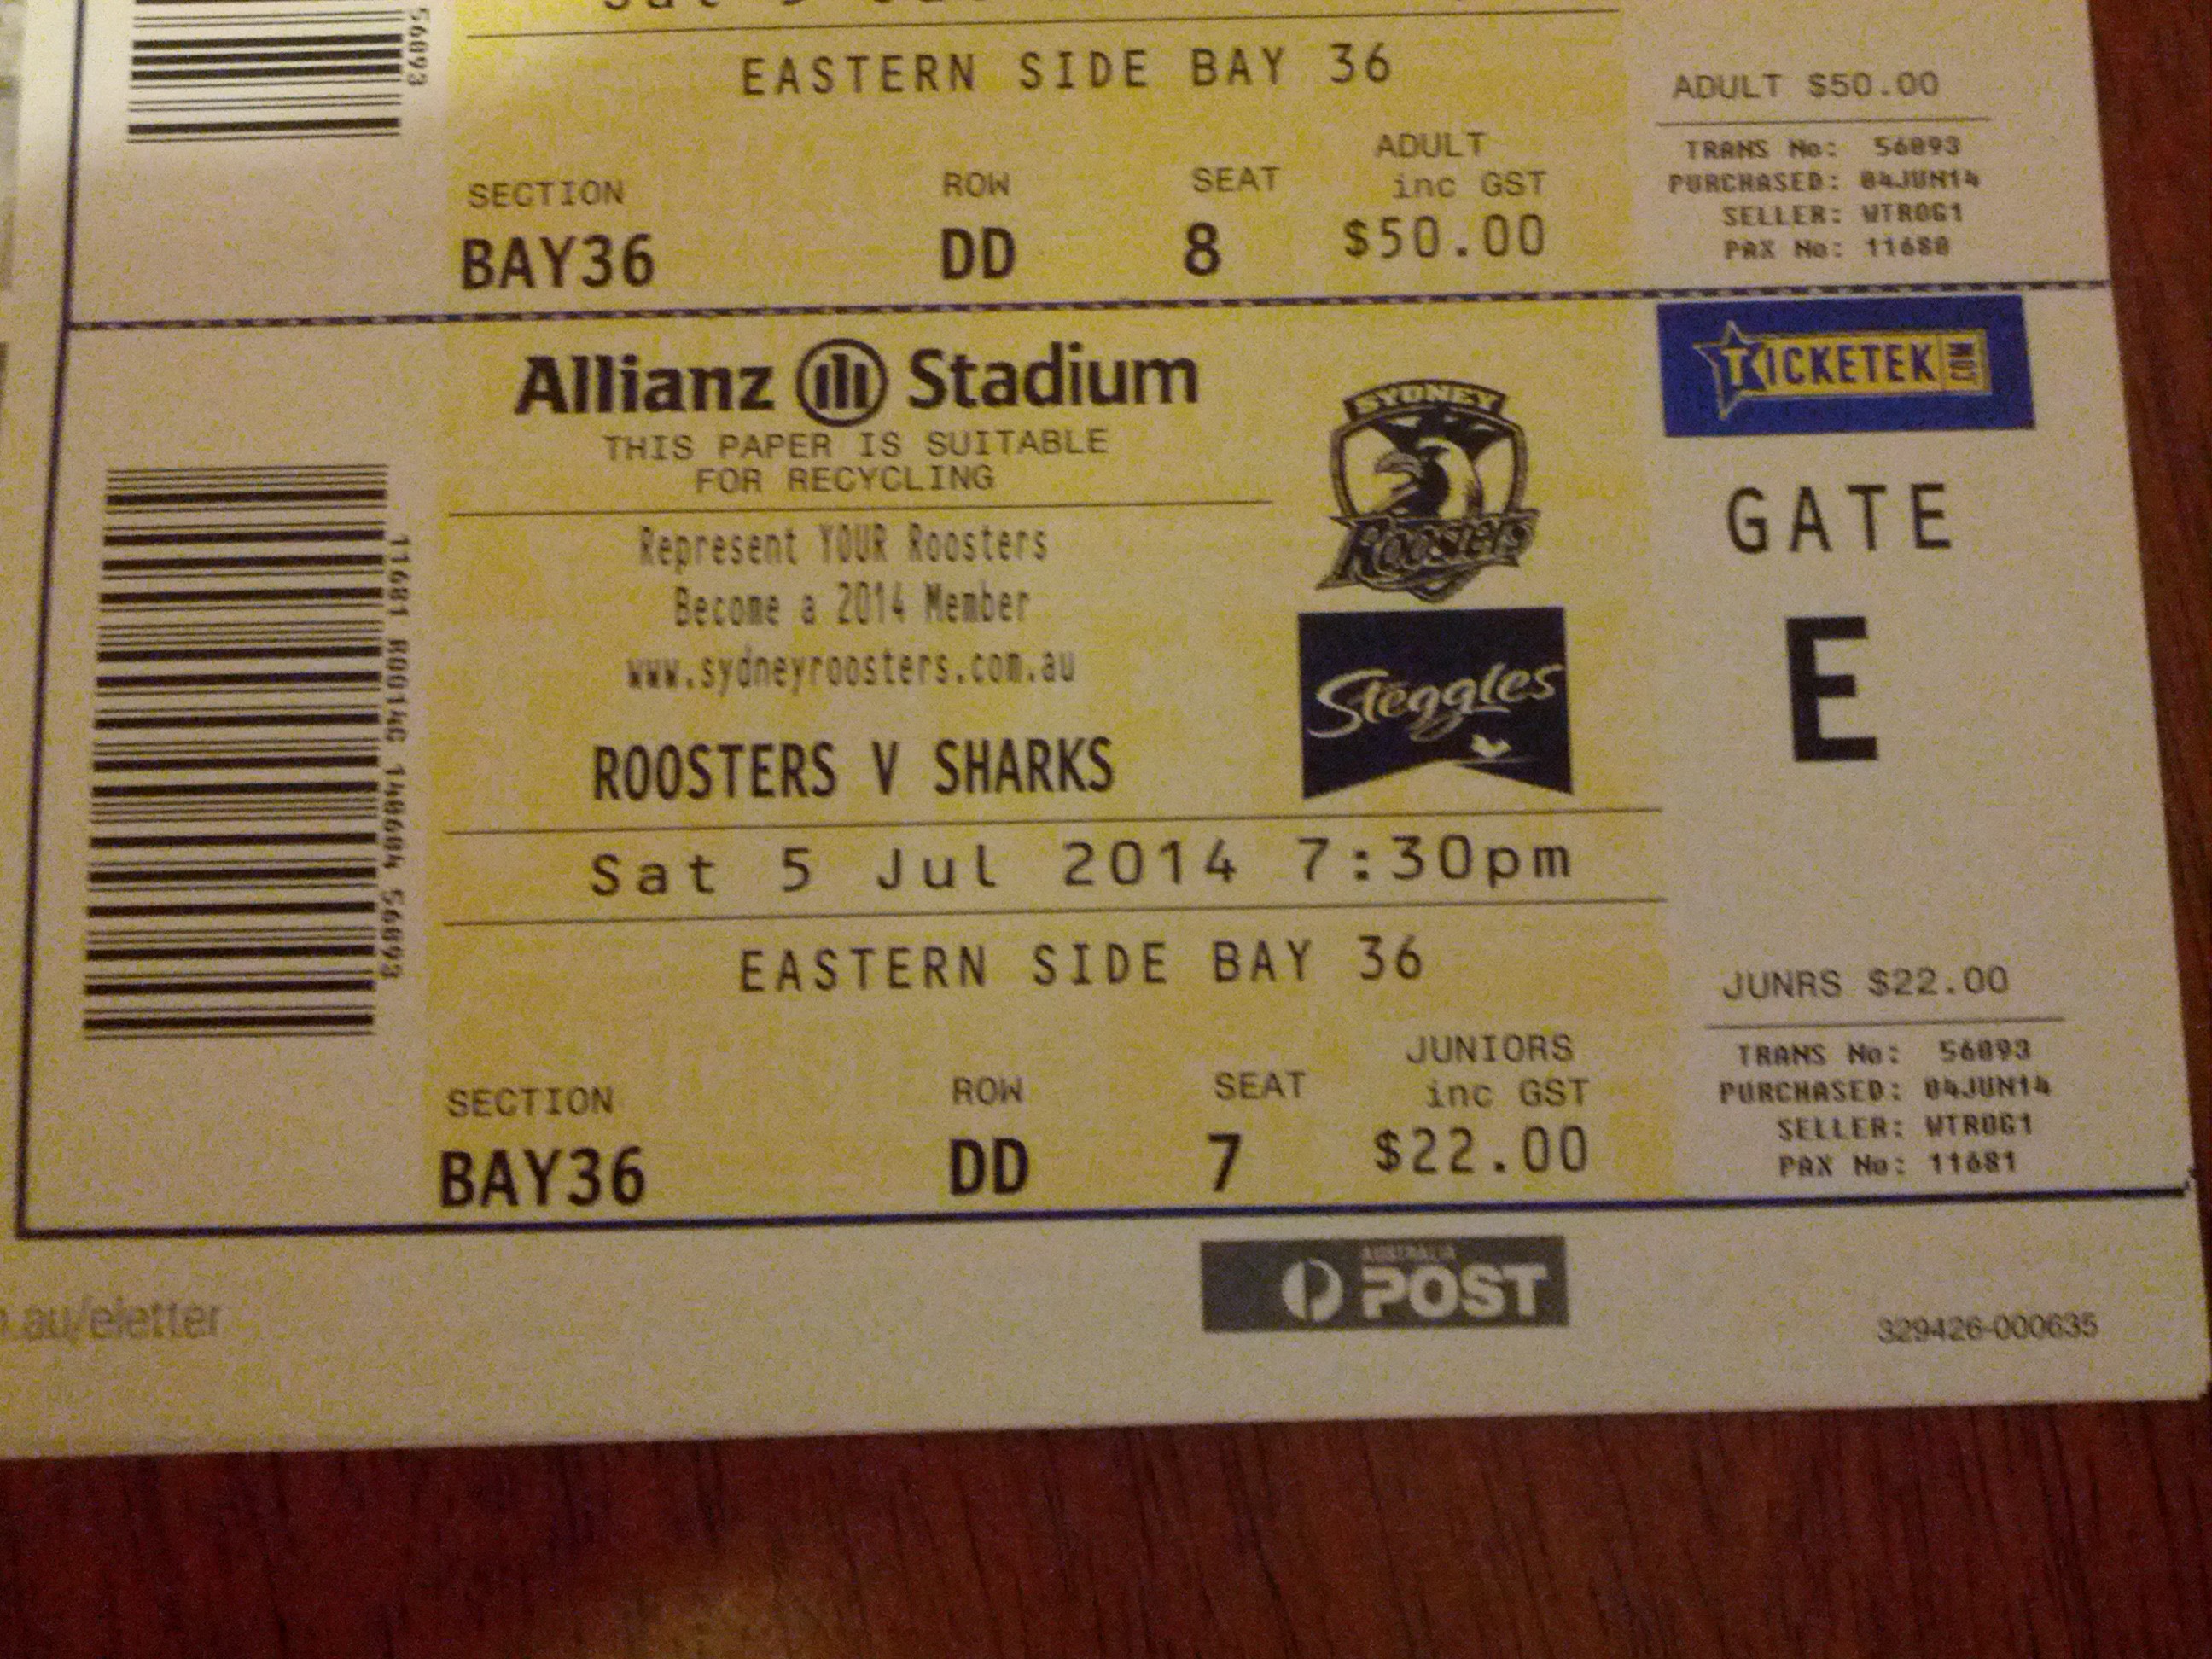 56093
EASTERN SIDE BAY 36
ADULT $50.00
SECTION
ROW
SEAT
ADULT
inc GST
BAY36
DD
8
$50.00
TRANS No: 56093
PURCHASED: 04JUN14
SELLER: WTROG1
PAX No: 11680
Allianz Stadium
THIS PAPER IS SUITABLE
FOR RECYCLING
Represent YOUR Roosters
Become a 2014 Member
www.sydneyroosters.com.au
SYDNEY
Roosters
Steggles
TICKETEK.COM
GATE
E
ROOSTERS V SHARKS
Sat 5 Jul 2014 7:30pm
EASTERN SIDE BAY 36
JUNRS $22.00
SECTION
ROW
SEAT
JUNIORS
inc GST
BAY36
DD
7
$22.00
TRANS No: 56093
PURCHASED: 04JUN14
SELLER: WTROG1
PAX No: 11681
11681 56093
.au/eletter
AUSTRALIA
POST
329426-000635